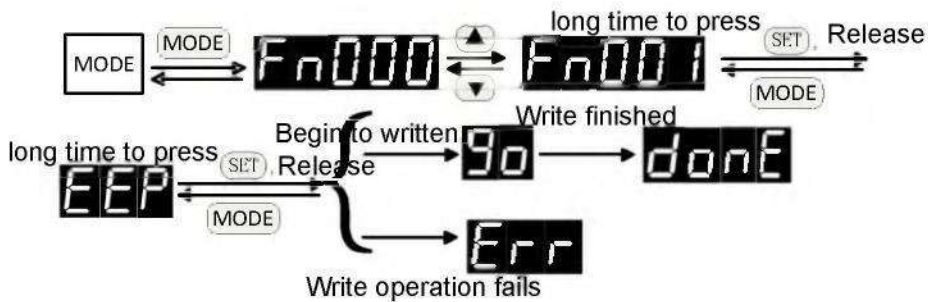 long time to press
MODE MODE Fn000 ▲ ▼ Fn001 SET, Release
MODE
Begin to written Write finished
long time to press SET, Release go donE
EEP MODE
Err
Write operation fails